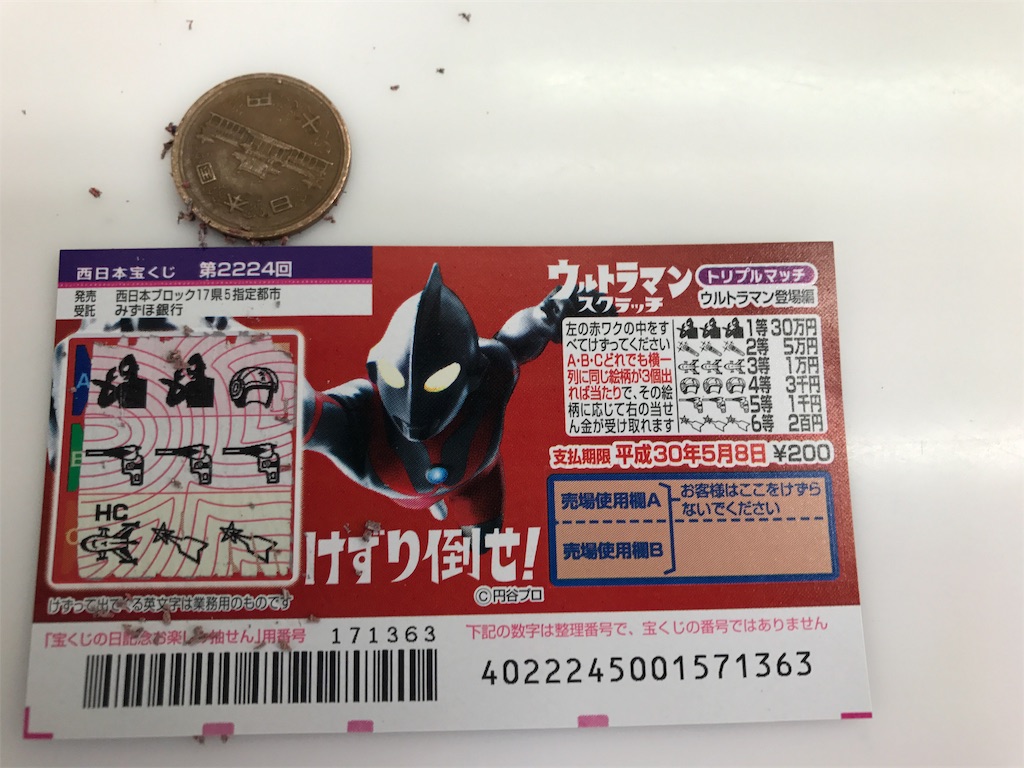 日本国
十円
西日本宝くじ 第2224回
発売 西日本ブロック17県5指定都市
受託 みずほ銀行
ウルトラマン
スクラッチ
トリプルマッチ
ウルトラマン登場編
左の赤ワクの中をす
べてけずってください
A・B・Cどれでも横一
列に同じ絵柄が3個出
れば当たりで、その絵
柄に応じて右の当せ
ん金が受け取れます
1等 30万円
2等 5万円
3等 1万円
4等 3千円
5等 1千円
6等 2百円
支払期限 平成30年5月8日 ¥200
売場使用欄A
売場使用欄B
お客様はここをけずら
ないでください
A
B
C
HC
けずり倒せ!
©円谷プロ
けずって出てくる英文字は業務用のものです
「宝くじの日記念お楽しみ抽せん」用番号 171363
下記の数字は整理番号で、宝くじの番号ではありません
4022245001571363